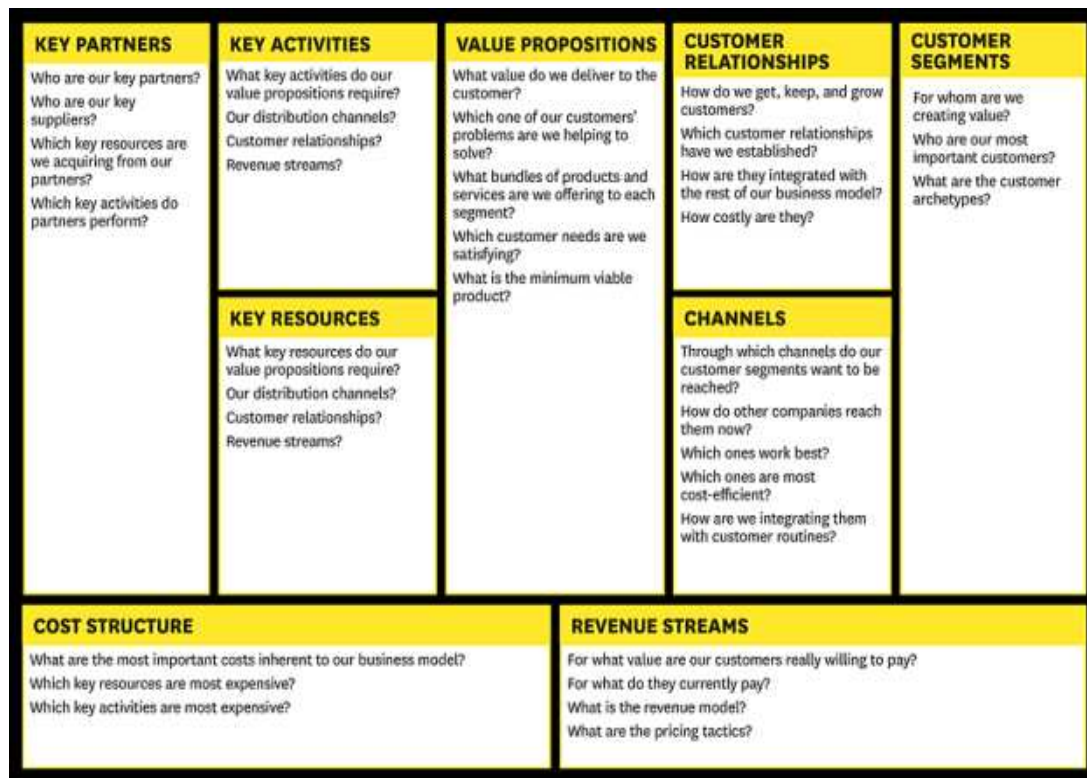 KEY PARTNERS
Who are our key partners?
Who are our key
suppliers?
Which key resources are
we acquiring from our
partners?
Which key activities do
partners perform?
KEY ACTIVITIES
What key activities do our
value propositions require?
Our distribution channels?
Customer relationships?
Revenue streams?
KEY RESOURCES
What key resources do our
value propositions require?
Our distribution channels?
Customer relationships?
Revenue streams?
VALUE PROPOSITIONS
What value do we deliver to the
customer?
Which one of our customers'
problems are we helping to
solve?
What bundles of products and
services are we offering to each
segment?
Which customer needs are we
satisfying?
What is the minimum viable
product?
CUSTOMER
RELATIONSHIPS
How do we get, keep, and grow
customers?
Which customer relationships
have we established?
How are they integrated with
the rest of our business model?
How costly are they?
CHANNELS
Through which channels do our
customer segments want to be
reached?
How do other companies reach
them now?
Which ones work best?
Which ones are most
cost-efficient?
How are we integrating them
with customer routines?
CUSTOMER
SEGMENTS
For whom are we
creating value?
Who are our most
important customers?
What are the customer
archetypes?
COST STRUCTURE
What are the most important costs inherent to our business model?
Which key resources are most expensive?
Which key activities are most expensive?
REVENUE STREAMS
For what value are our customers really willing to pay?
For what do they currently pay?
What is the revenue model?
What are the pricing tactics?